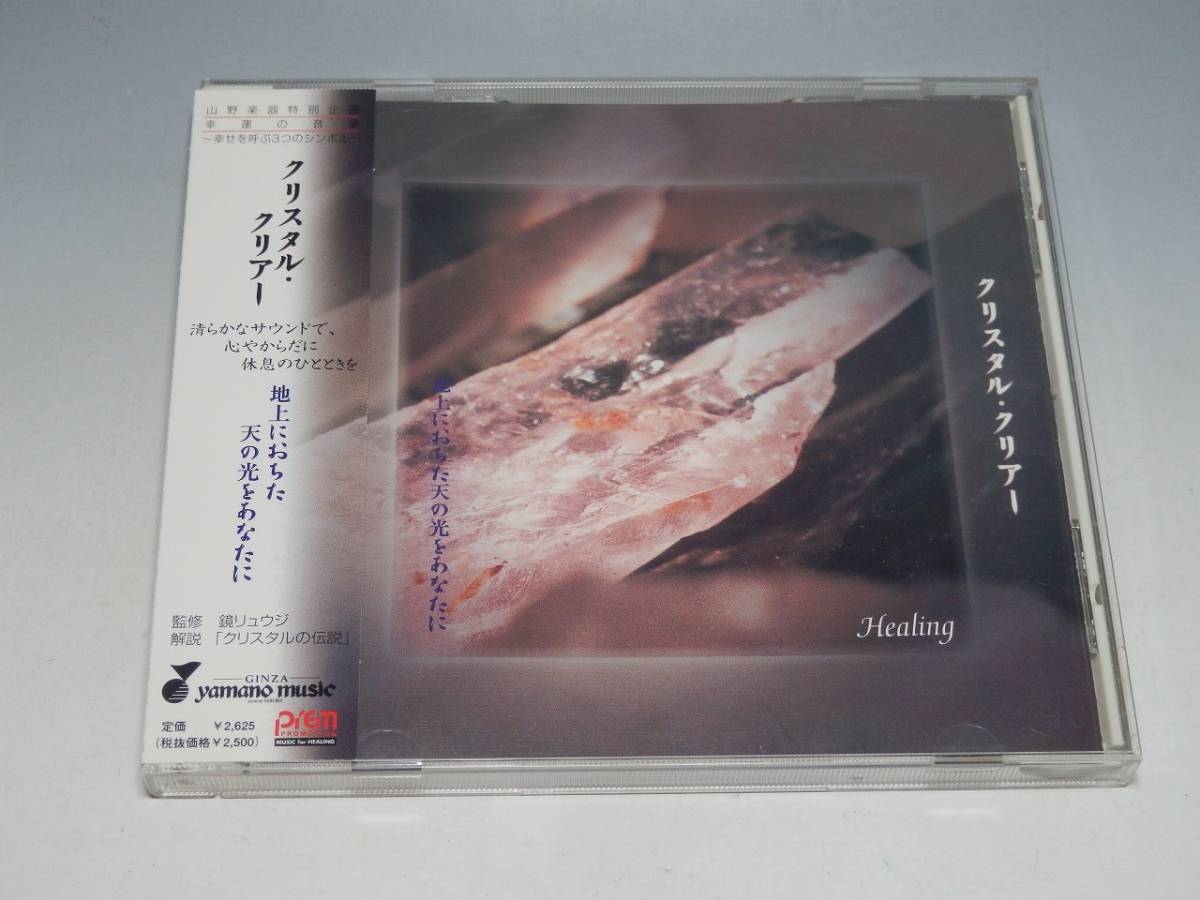 山野楽器特別企画
幸運の音楽
〜幸せを呼ぶ3つのシンボル〜
クリスタル・
クリアー
清らかなサウンドで、
心やからだに
休息のひとときを
地上におちた
天の光をあなたに
監修 鏡リュウジ
解説 「クリスタルの伝説」
GINZA
yamano music
定価 ¥2,625
(税抜価格¥2,500)
prem
PROMOTION
MUSIC for HEALING
地上におちた天の光をあなたに
クリスタル・クリアー
Healing